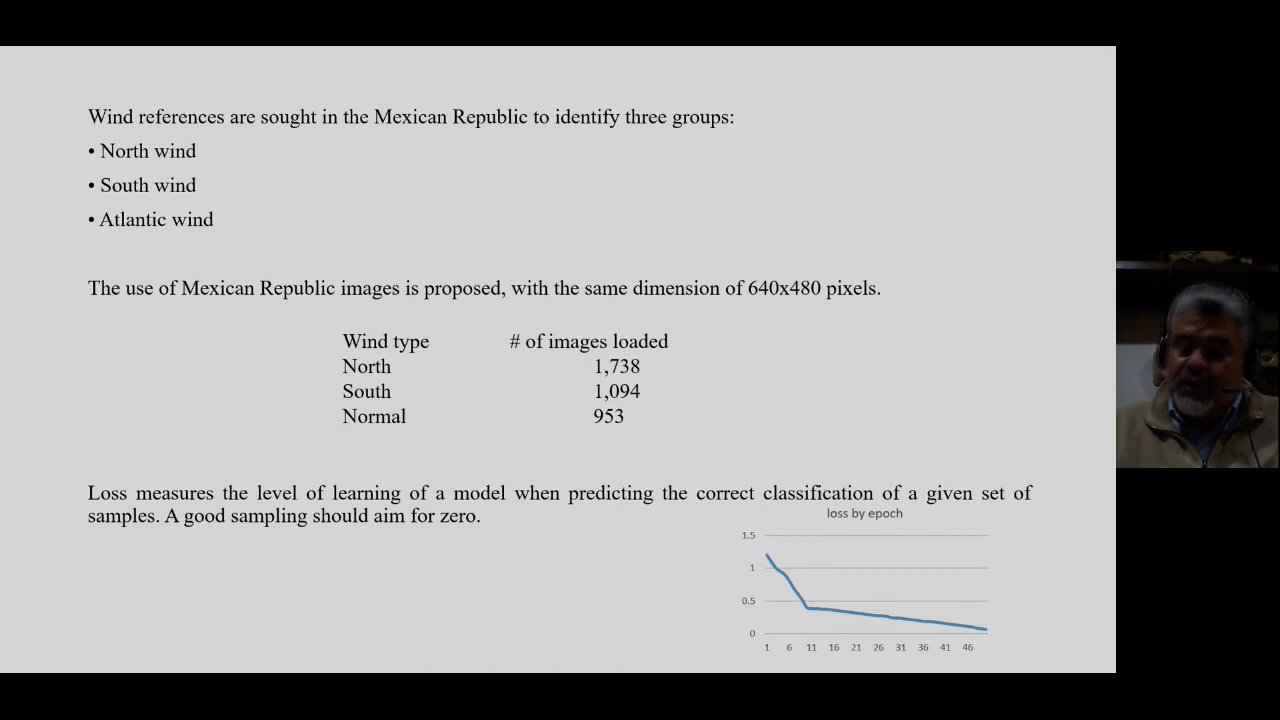 Wind references are sought in the Mexican Republic to identify three groups:
• North wind
• South wind
• Atlantic wind
The use of Mexican Republic images is proposed, with the same dimension of 640x480 pixels.
Wind type # of images loaded
North 1,738
South 1,094
Normal 953
Loss measures the level of learning of a model when predicting the correct classification of a given set of
samples. A good sampling should aim for zero.
loss by epoch
1.5
1
0.5
0
1 6 11 16 21 26 31 36 41 46